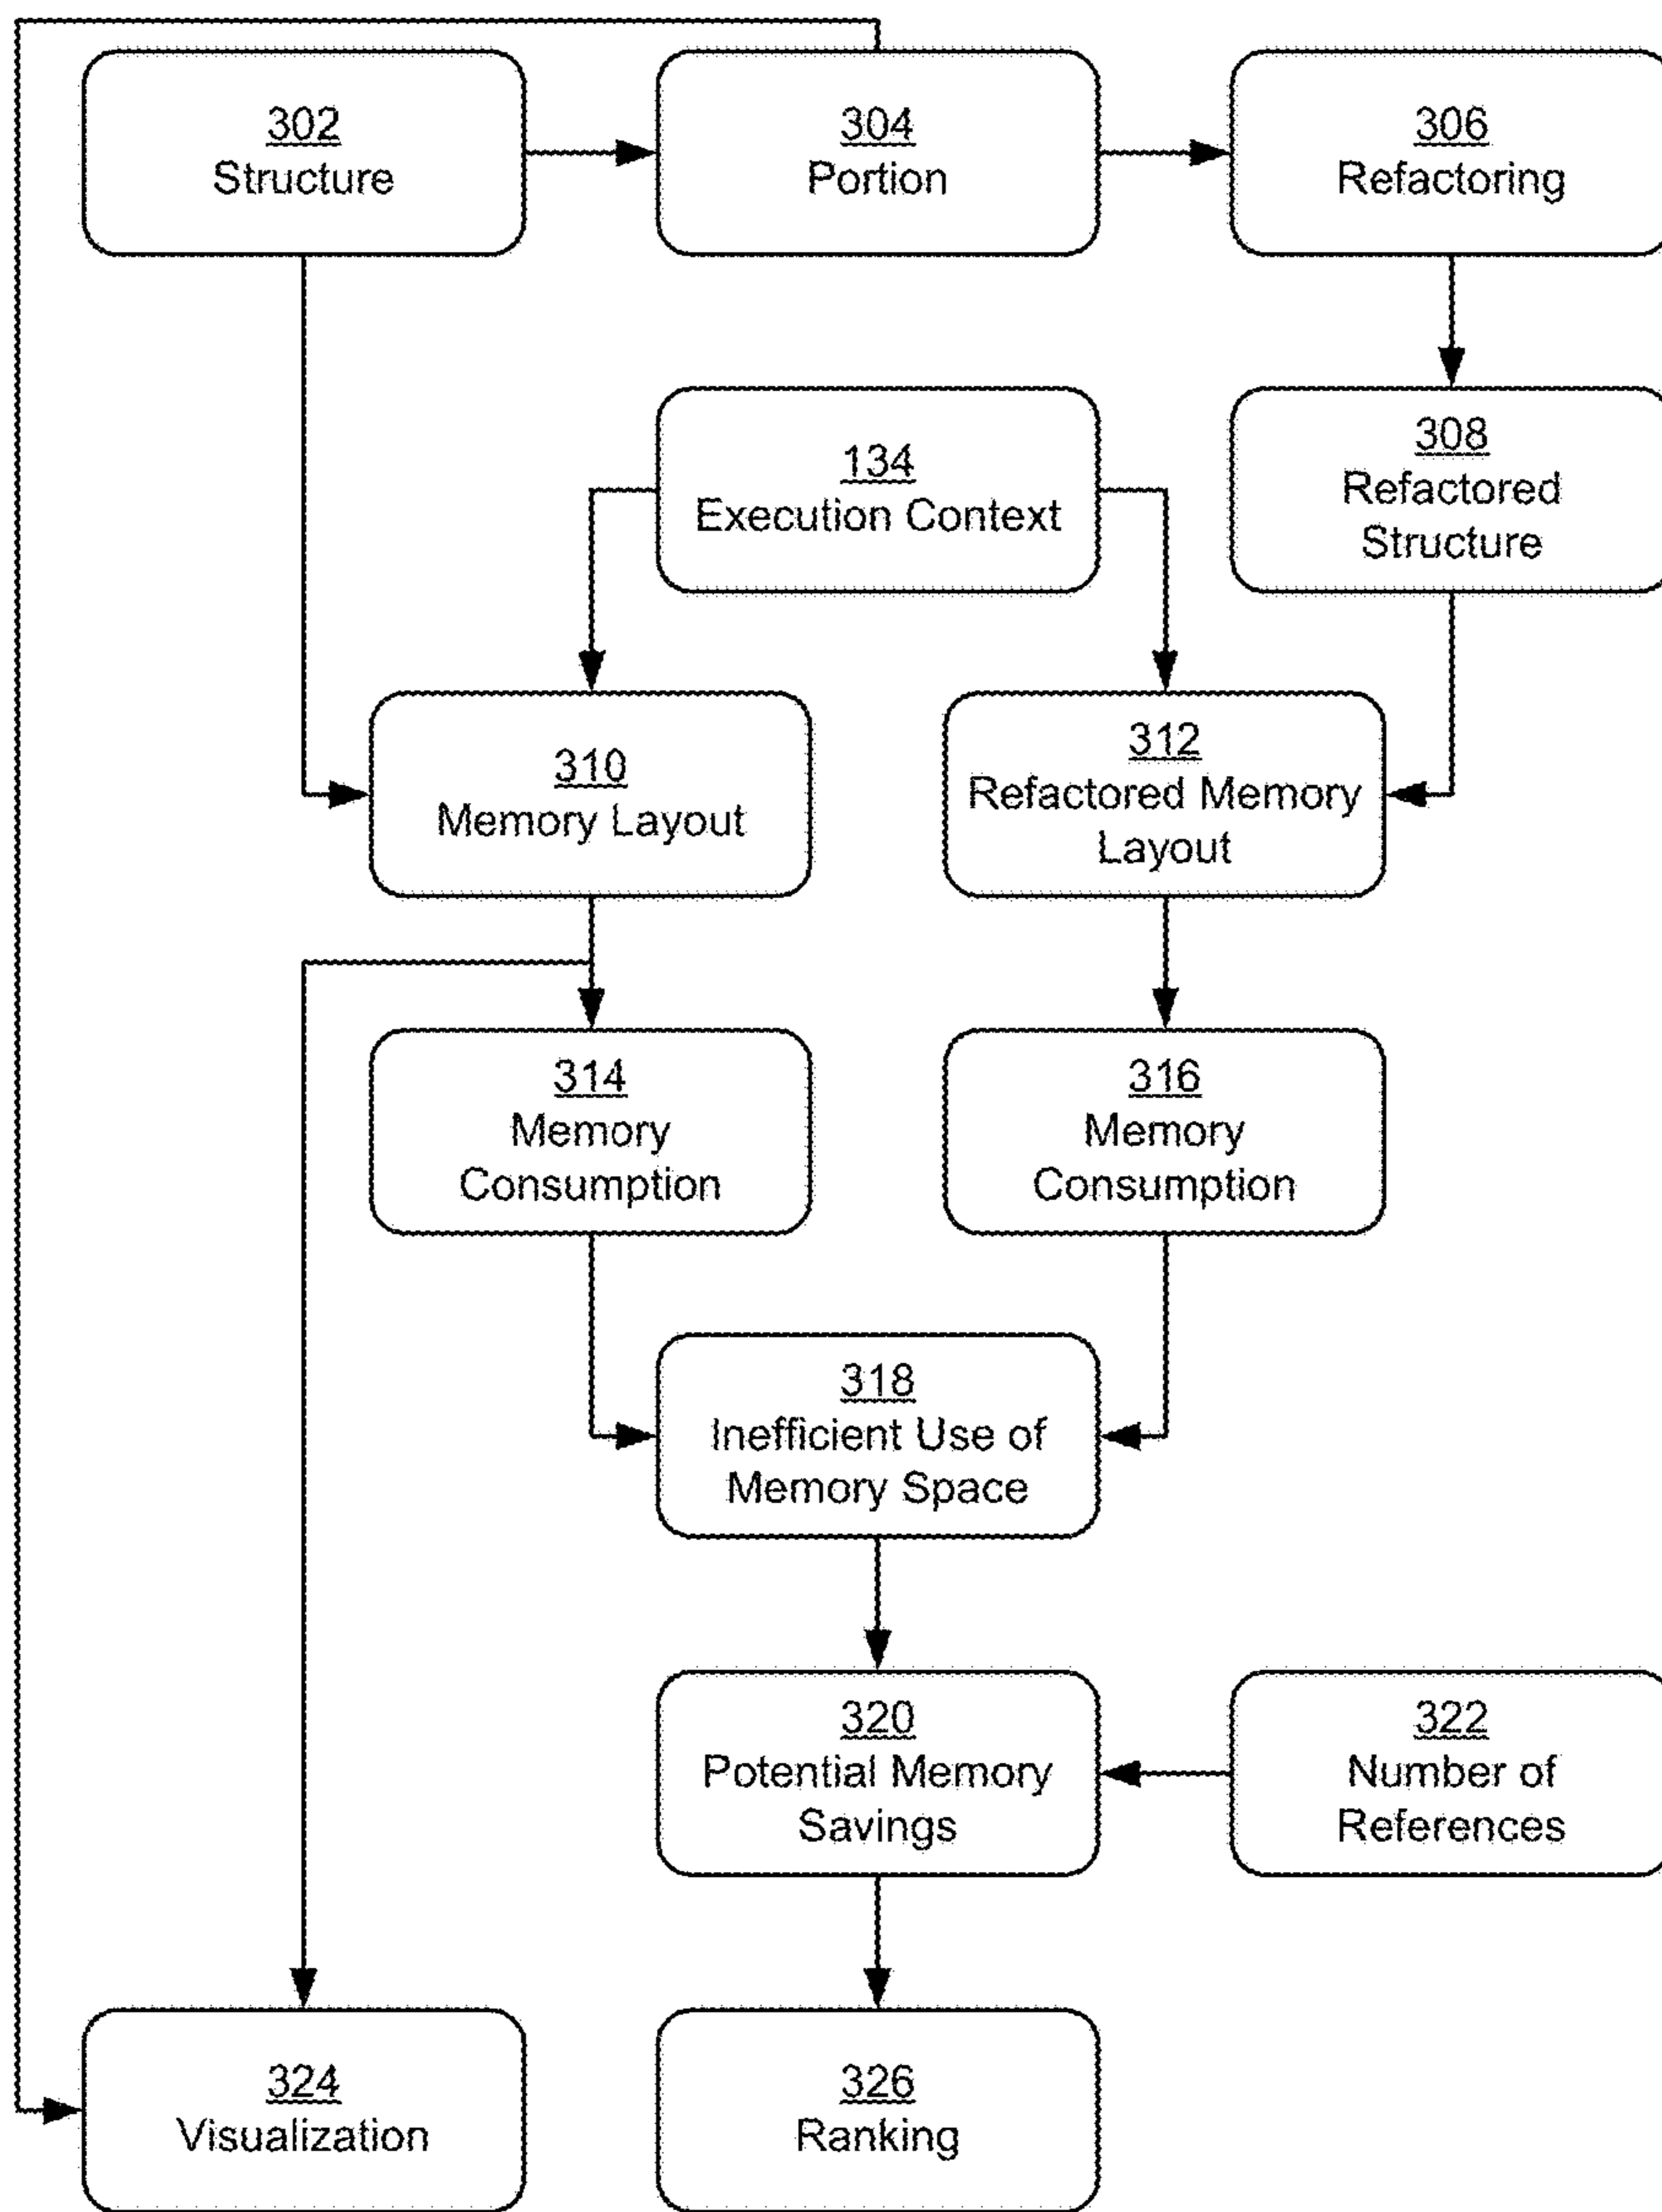 302
Structure
304
Portion
306
Refactoring
134
Execution Context
308
Refactored
Structure
310
Memory Layout
312
Refactored Memory
Layout
314
Memory
Consumption
316
Memory
Consumption
318
Inefficient Use of
Memory Space
320
Potential Memory
Savings
322
Number of
References
324
Visualization
326
Ranking